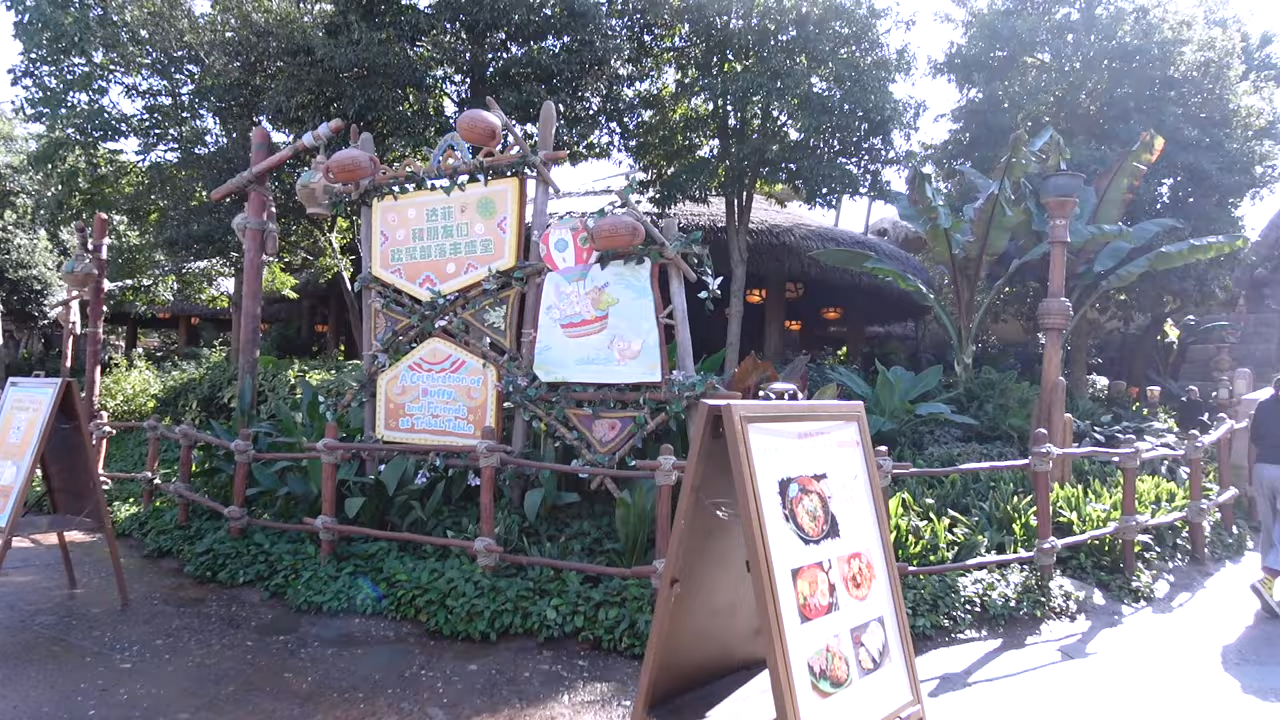 达菲
和朋友们
欢聚部落丰盛堂
A Celebration of
Duffy
and Friends
at Tribal Table